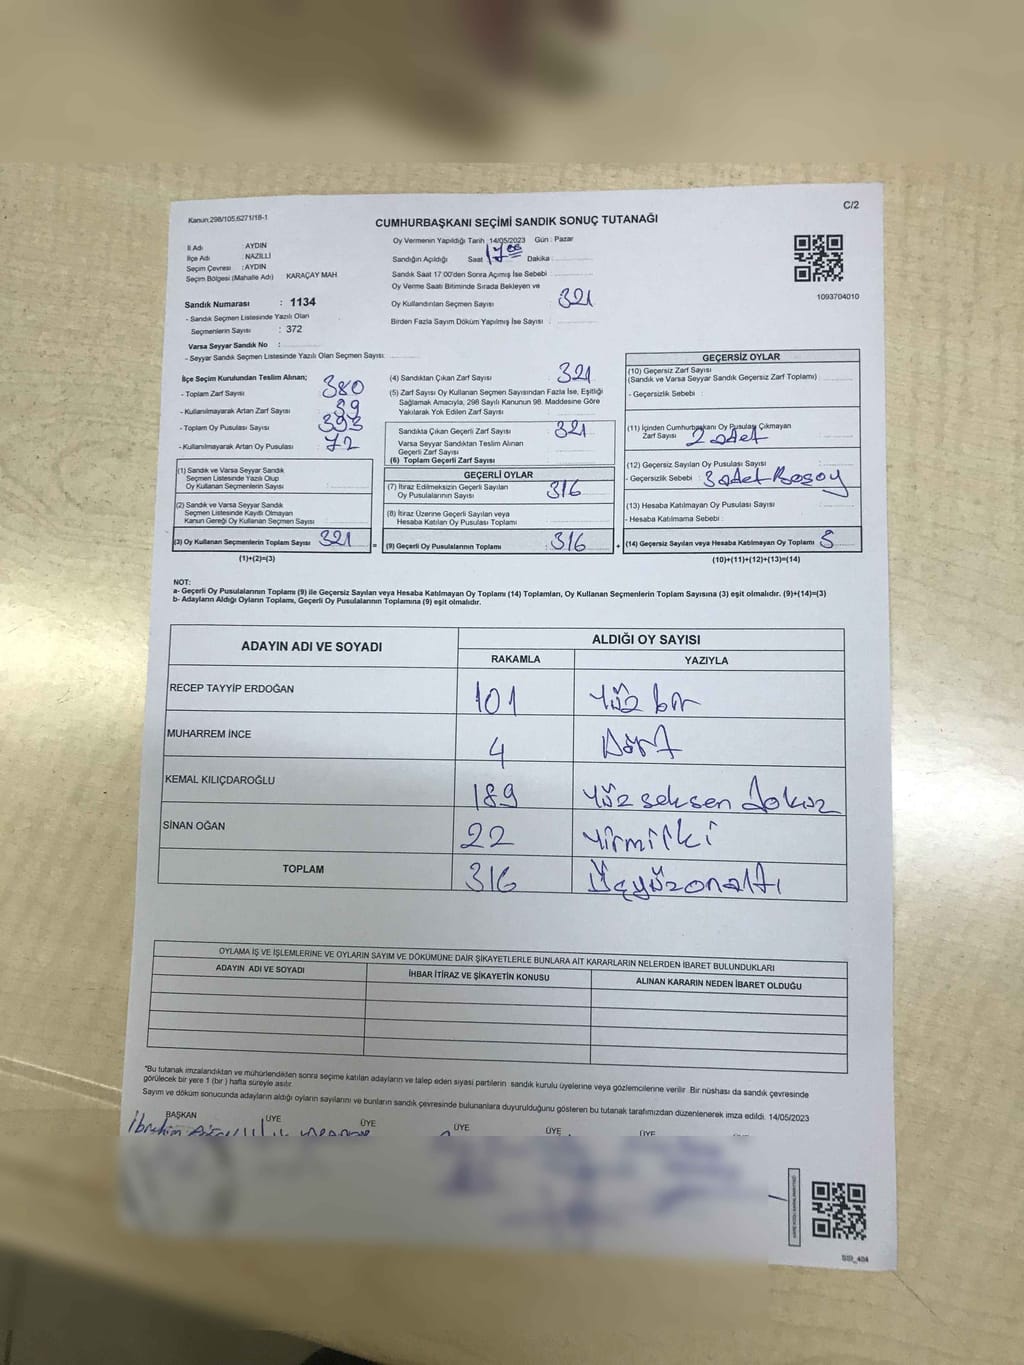 Kanun:298/105,6271/18-1
C/2
CUMHURBAŞKANI SEÇİMİ SANDIK SONUÇ TUTANAĞI
İl Adı : AYDIN
İlçe Adı : NAZİLLİ
Seçim Çevresi : AYDIN
Seçim Bölgesi (Mahalle Adı) KARAÇAY MAH
Sandık Numarası : 1134
- Sandık Seçmen Listesinde Yazılı Olan
Seçmenlerin Sayısı : 372
Varsa Seyyar Sandık No :
- Seyyar Sandık Seçmen Listesinde Yazılı Olan Seçmen Sayısı:
Oy Vermenin Yapıldığı Tarih : 14/05/2023 Gün : Pazar
Sandığın Açıldığı Saat 17 00 Dakika :
Sandık Saat 17:00'den Sonra Açımış İse Sebebi :
Oy Verme Saati Bitiminde Sırada Bekleyen ve
Oy Kullandırılan Seçmen Sayısı : 321
Birden Fazla Sayım Döküm Yapılmış İse Sayısı :
1093704010
İlçe Seçim Kurulundan Teslim Alınan;
- Toplam Zarf Sayısı : 380
- Kullanılmayarak Artan Zarf Sayısı : 59
- Toplam Oy Pusulası Sayısı : 393
- Kullanılmayarak Artan Oy Pusulası : 72
(1) Sandık ve Varsa Seyyar Sandık
Seçmen Listesinde Yazılı Olup
Oy Kullanan Seçmenlerin Sayısı :
(2) Sandık ve Varsa Seyyar Sandık
Seçmen Listesinde Kayıtlı Olmayan
Kanun Gereği Oy Kullanan Seçmen Sayısı :
(3) Oy Kullanan Seçmenlerin Toplam Sayısı 321
(1)+(2)=(3)
(4) Sandıktan Çıkan Zarf Sayısı : 321
(5) Zarf Sayısı Oy Kullanan Seçmen Sayısından Fazla İse, Eşitliği
Sağlamak Amacıyla, 298 Sayılı Kanunun 98. Maddesine Göre
Yakılarak Yok Edilen Zarf Sayısı :
Sandıkta Çıkan Geçerli Zarf Sayısı : 321
Varsa Seyyar Sandıktan Teslim Alınan
Geçerli Zarf Sayısı :
(6) Toplam Geçerli Zarf Sayısı :
GEÇERLİ OYLAR
(7) İtiraz Edilmeksizin Geçerli Sayılan
Oy Pusulalarının Sayısı : 316
(8) İtiraz Üzerine Geçerli Sayılan veya
Hesaba Katılan Oy Pusulası Toplamı :
= (9) Geçerli Oy Pusulalarının Toplamı : 316 +
GEÇERSİZ OYLAR
(10) Geçersiz Zarf Sayısı
(Sandık ve Varsa Seyyar Sandık Geçersiz Zarf Toplamı) :
- Geçersizlik Sebebi :
(11) İçinden Cumhurbaşkanı Oy Pusulası Çıkmayan
Zarf Sayısı : 2 adet
(12) Geçersiz Sayılan Oy Pusulası Sayısı :
- Geçersizlik Sebebi : 3 adet
(13) Hesaba Katılmayan Oy Pusulası Sayısı :
- Hesaba Katılmama Sebebi :
(14) Geçersiz Sayılan veya Hesaba Katılmayan Oy Toplamı : 5
(10)+(11)+(12)+(13)=(14)
NOT:
a- Geçerli Oy Pusulalarının Toplamı (9) ile Geçersiz Sayılan veya Hesaba Katılmayan Oy Toplamı (14) Toplamları, Oy Kullanan Seçmenlerin Toplam Sayısına (3) eşit olmalıdır. (9)+(14)=(3)
b- Adayların Aldığı Oyların Toplamı, Geçerli Oy Pusulalarının Toplamına (9) eşit olmalıdır.
ADAYIN ADI VE SOYADI
ALDIĞI OY SAYISI
RAKAMLA YAZIYLA
RECEP TAYYİP ERDOĞAN 101 Yüz bir
MUHARREM İNCE 4 Dört
KEMAL KILIÇDAROĞLU 189 Yüz seksen dokuz
SİNAN OĞAN 22 Yirmi iki
TOPLAM 316 Üçyüzonaltı
OYLAMA İŞ VE İŞLEMLERİNE VE OYLARIN SAYIM VE DÖKÜMÜNE DAİR ŞİKAYETLERLE BUNLARA AİT KARARLARIN NELERDEN İBARET BULUNDUKLARI
ADAYIN ADI VE SOYADI İHBAR İTİRAZ VE ŞİKAYETİN KONUSU ALINAN KARARIN NEDEN İBARET OLDUĞU
"Bu tutanak imzalandıktan ve mühürlendikten sonra seçime katılan adayların ve talep eden siyasi partilerin sandık kurulu üyelerine veya gözlemcilerine verilir. Bir nüshası da sandık çevresinde
görülecek bir yere 1 (bir ) hafta süreyle asılır.
Sayım ve döküm sonucunda adayların aldığı oyların sayılarını ve bunların sandık çevresinde bulunanlara duyurulduğunu gösteren bu tutanak tarafımızdan düzenlenerek imza edildi. 14/05/2023
BAŞKAN ÜYE ÜYE ÜYE ÜYE ÜYE
İbrahim